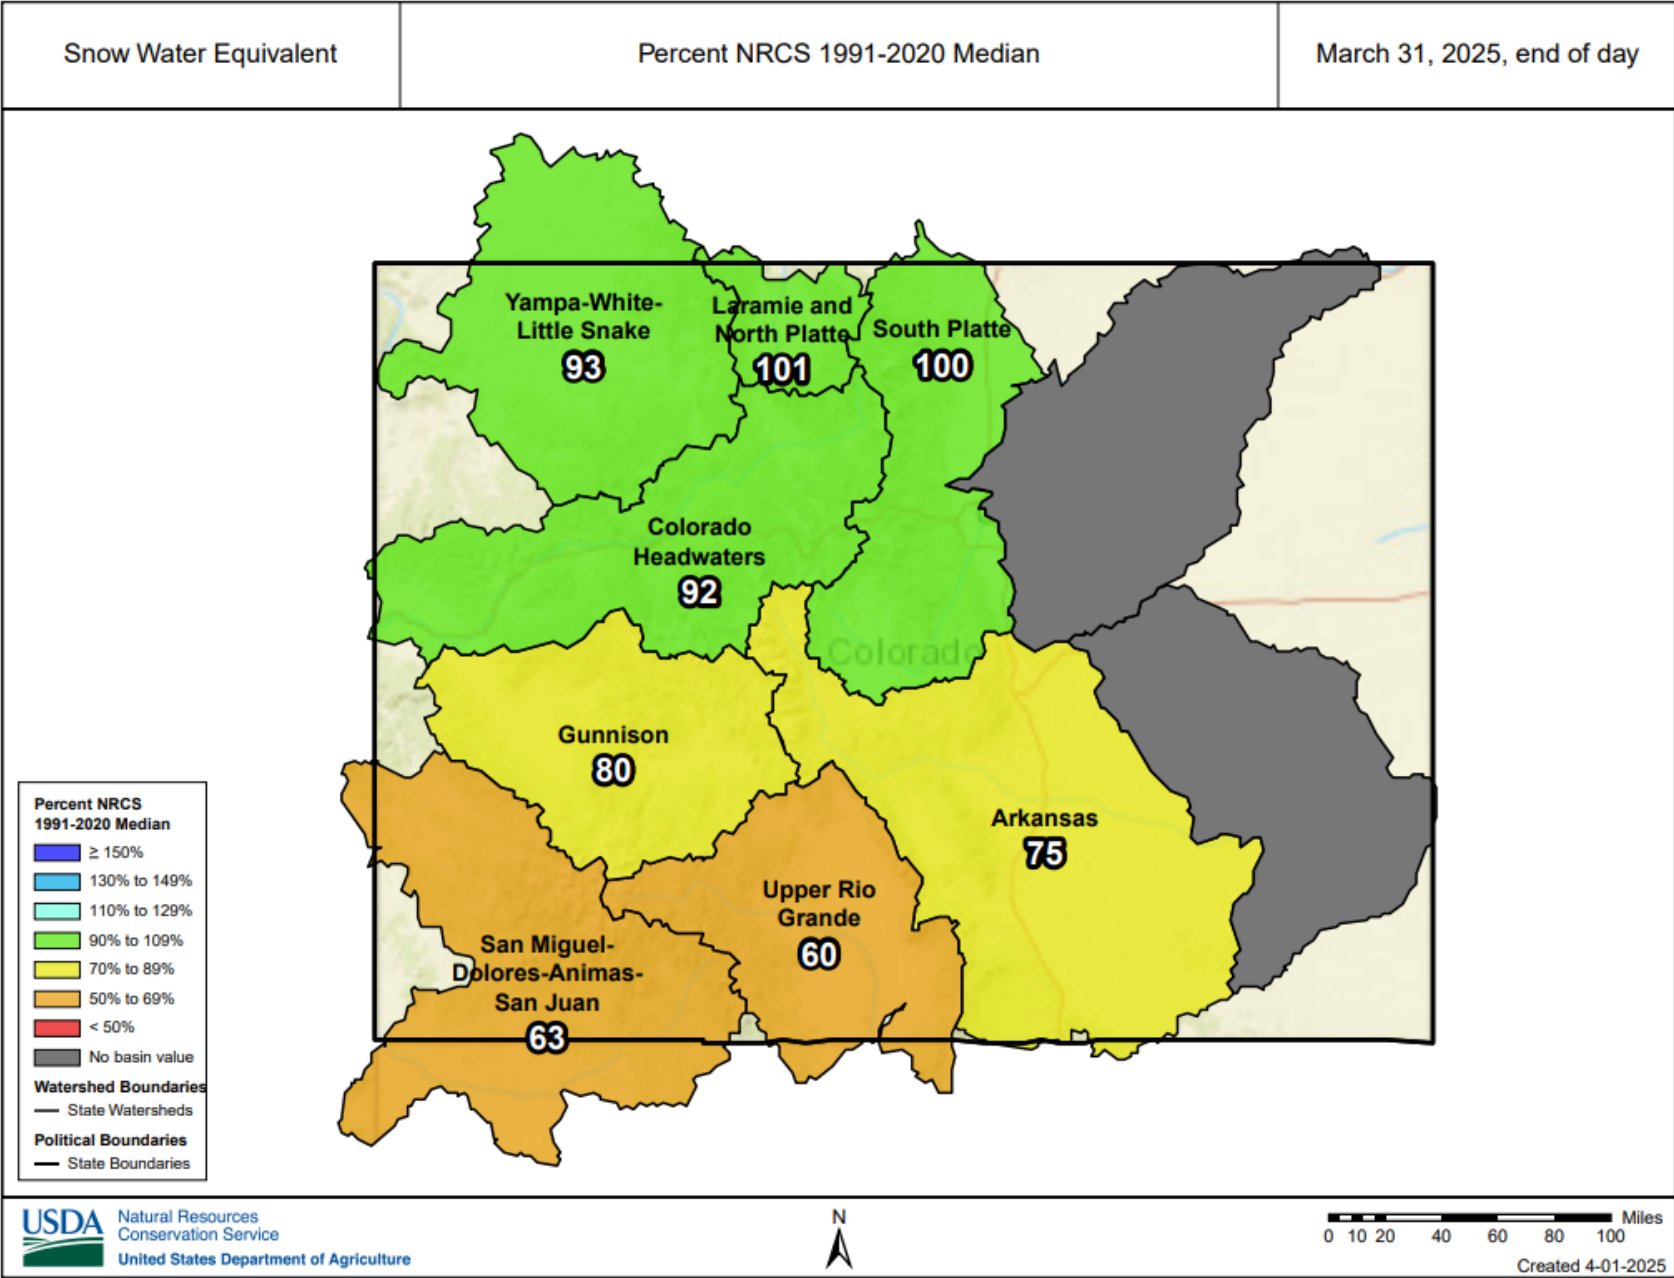 Snow Water Equivalent
Percent NRCS 1991-2020 Median
March 31, 2025, end of day
Yampa-White-
Little Snake
93
Laramie and
North Platte
101
South Platte
100
Colorado
Headwaters
92
Colorado
Gunnison
80
Arkansas
75
Upper Rio
Grande
60
San Miguel-
Dolores-Animas-
San Juan
63
Percent NRCS
1991-2020 Median
≥ 150%
130% to 149%
110% to 129%
90% to 109%
70% to 89%
50% to 69%
< 50%
No basin value
Watershed Boundaries
State Watersheds
Political Boundaries
State Boundaries
USDA
Natural Resources
Conservation Service
United States Department of Agriculture
N
Miles
0 10 20 40 60 80 100
Created 4-01-2025